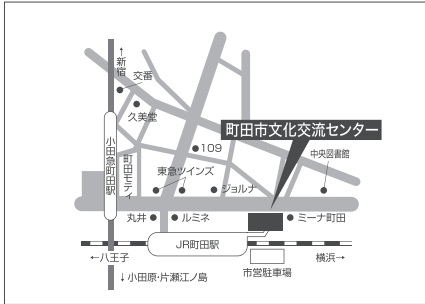 ←新宿
交番
久美堂
109
町田市文化交流センター
中央図書館
小田急町田駅
町田モディ
東急ツインズ
ジョルナ
丸井
ルミネ
ミーナ町田
JR町田駅
←八王子
市営駐車場
横浜→
↓小田原・片瀬江ノ島